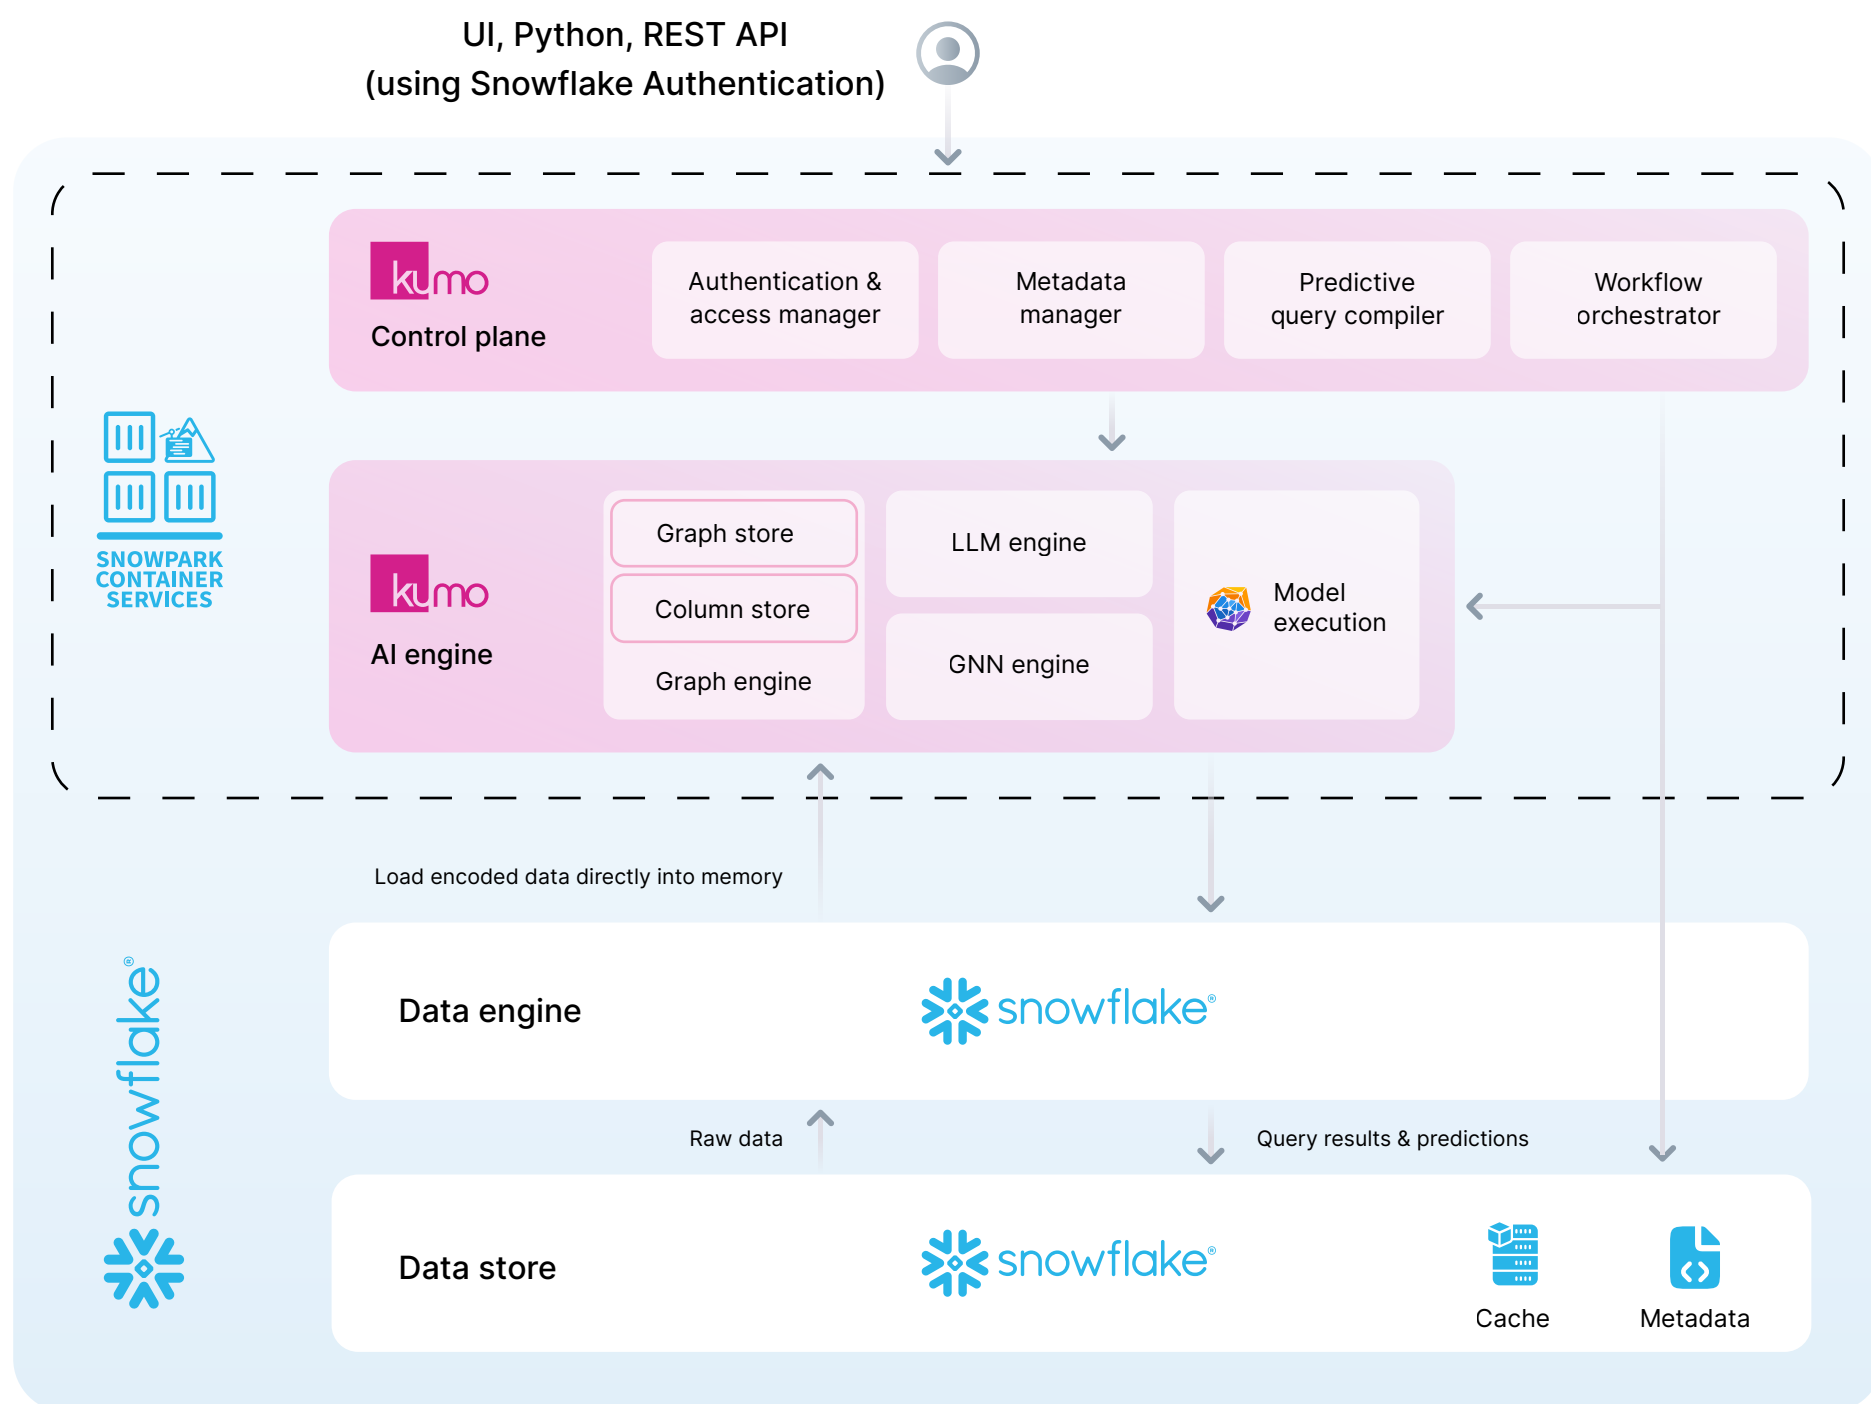 UI, Python, REST API
(using Snowflake Authentication)
kumo
Control plane
Authentication &
access manager
Metadata
manager
Predictive
query compiler
Workflow
orchestrator
SNOWPARK
CONTAINER
SERVICES
kumo
AI engine
Graph store
Column store
Graph engine
LLM engine
GNN engine
Model
execution
Load encoded data directly into memory
snowflake®
Data engine
snowflake®
Raw data
Query results & predictions
Data store
snowflake®
Cache
Metadata